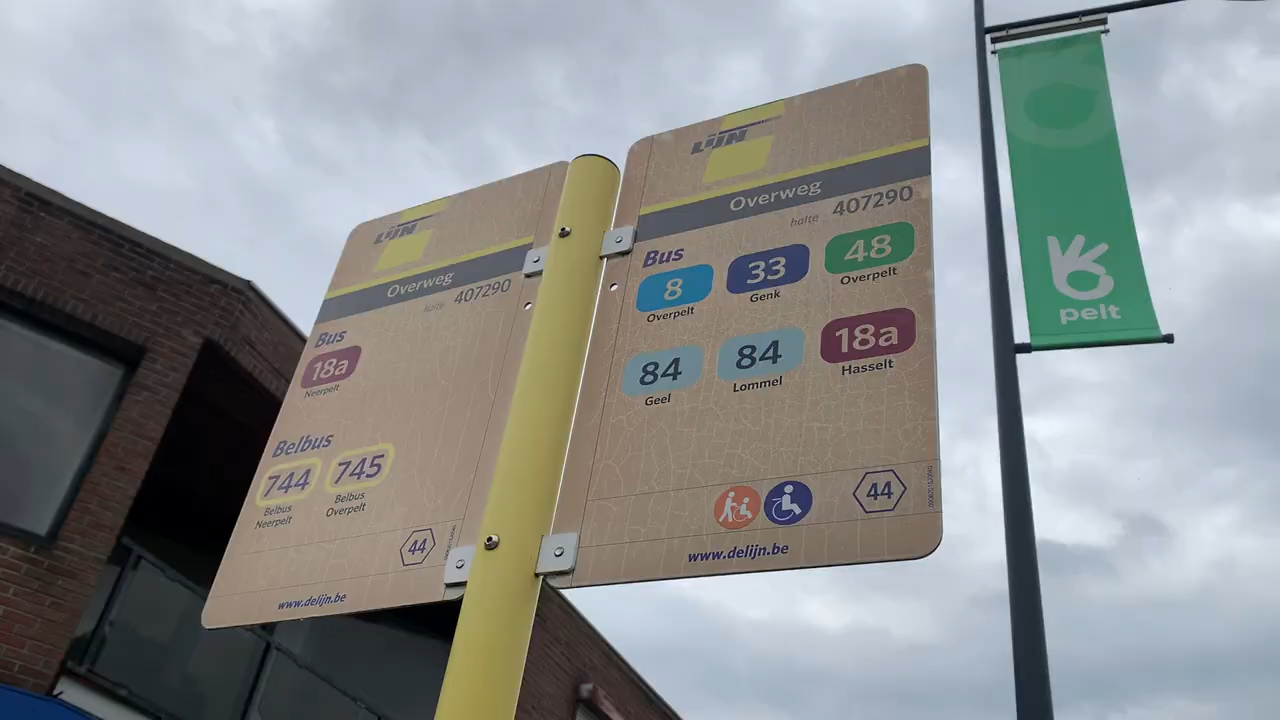 LIJN
Overweg
halte 407290
Bus
18a
Neerpelt
Belbus
744 745
Belbus Neerpelt
Belbus Overpelt
44
www.delijn.be
LIJN
Overweg
halte 407290
Bus
8 33 48
Overpelt Genk Overpelt
84 84 18a
Geel Lommel Hasselt
44
www.delijn.be
pelt